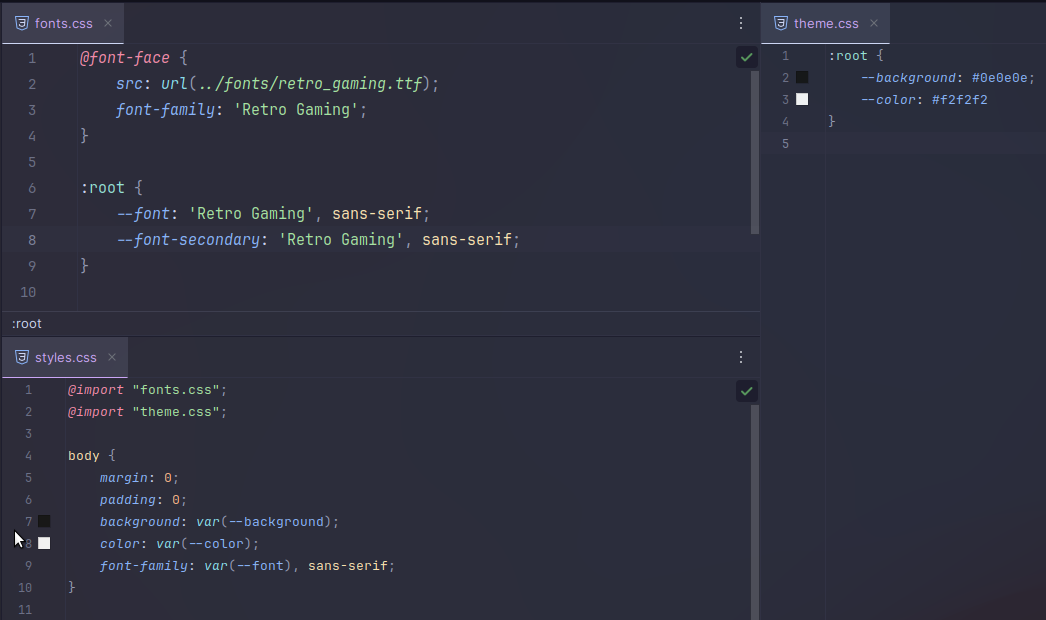 fonts.css
1 @font-face {
2 src: url(../fonts/retro_gaming.ttf);
3 font-family: 'Retro Gaming';
4 }
5
6 :root {
7 --font: 'Retro Gaming', sans-serif;
8 --font-secondary: 'Retro Gaming', sans-serif;
9 }
10
:root
styles.css
1 @import "fonts.css";
2 @import "theme.css";
3
4 body {
5 margin: 0;
6 padding: 0;
7 background: var(--background);
8 color: var(--color);
9 font-family: var(--font), sans-serif;
10 }
11
theme.css
1 :root {
2 --background: #0e0e0e;
3 --color: #f2f2f2
4 }
5